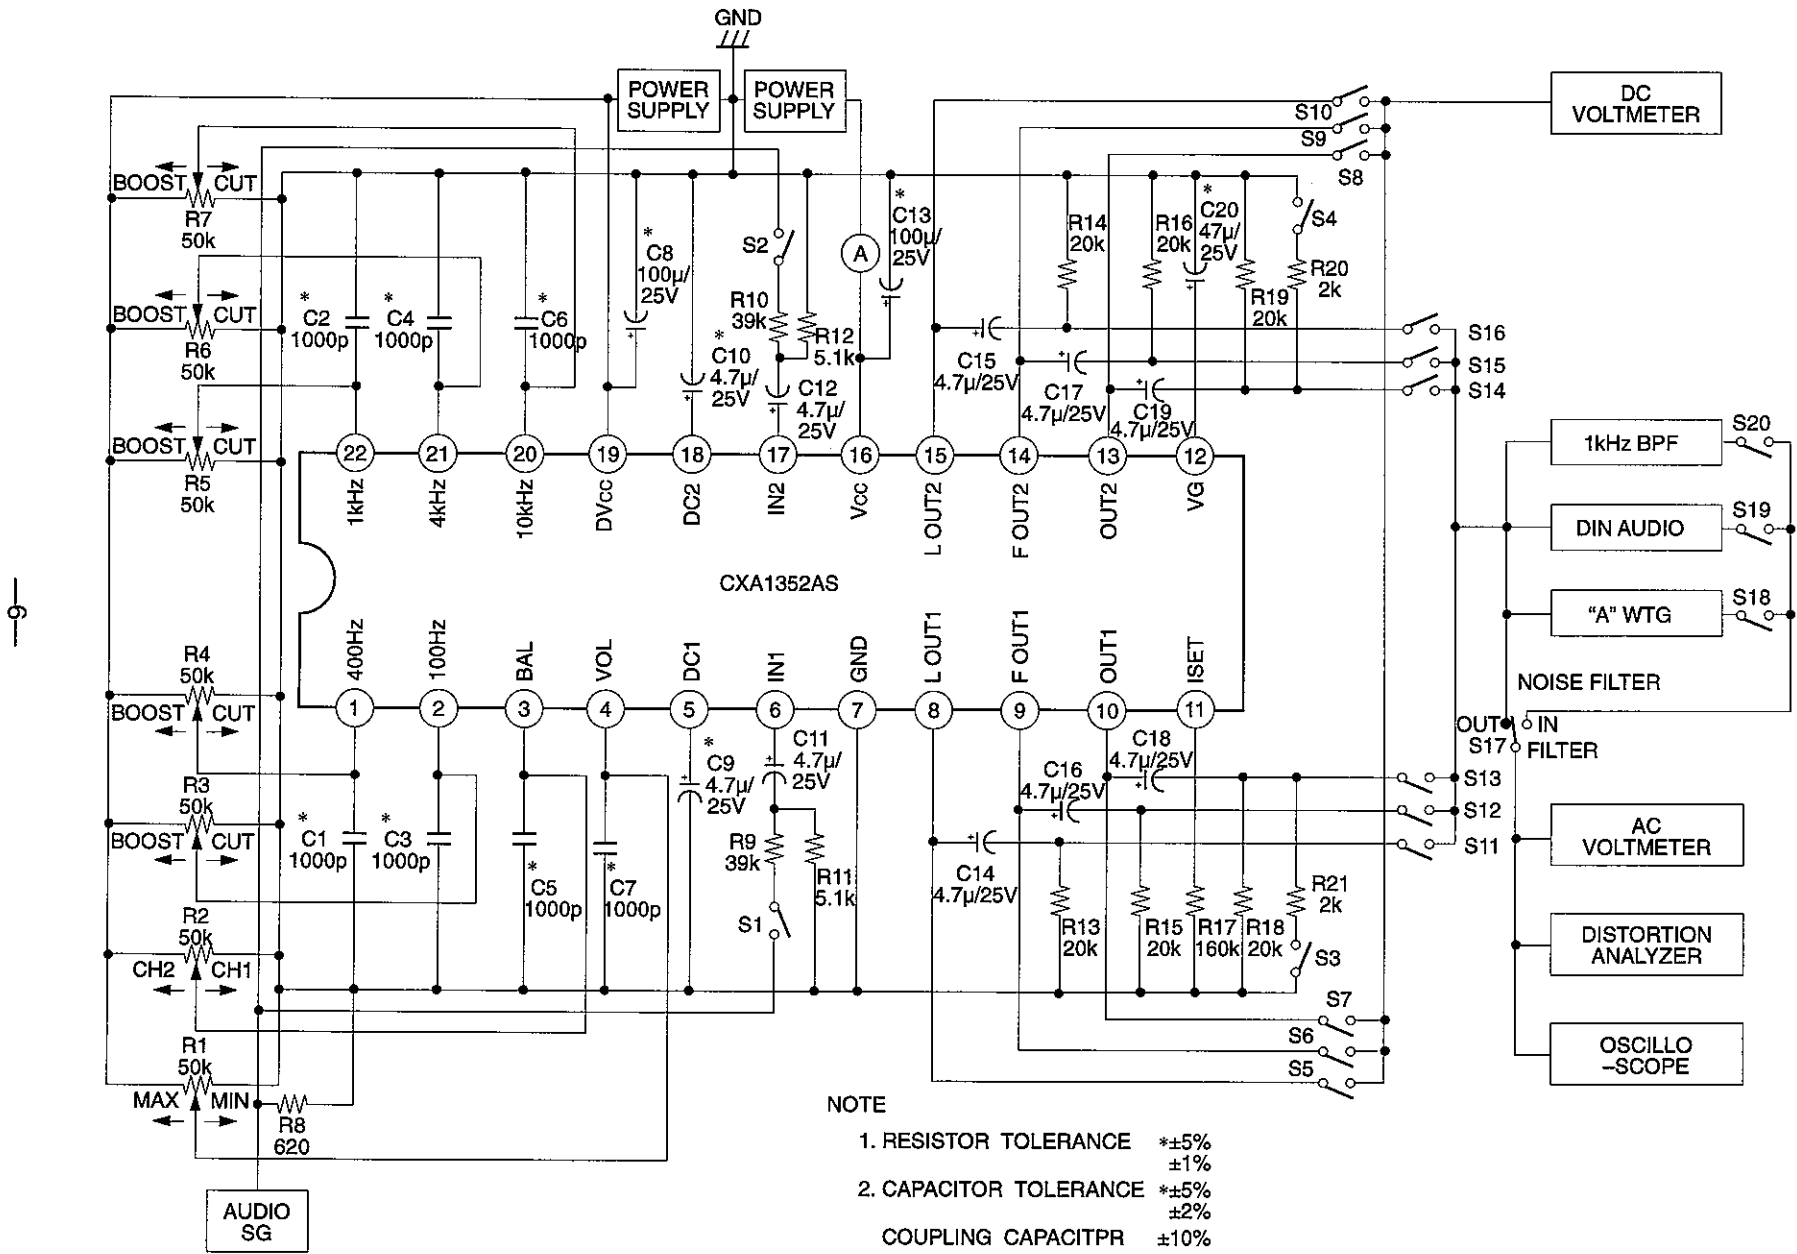 GND
POWER SUPPLY
POWER SUPPLY
DC VOLTMETER
S10
S9
S8
BOOST CUT
R7
50k
BOOST CUT
R6
50k
BOOST CUT
R5
50k
* C2
1000p
* C4
1000p
* C6
1000p
* C8
100µ/
25V
* C10
4.7µ/
25V
S2
R10
39k
R12
5.1k
C12
4.7µ/
25V
A
* C13
100µ/
25V
R14
20k
R16
20k
* C20
47µ/
25V
R19
20k
S4
R20
2k
C15
4.7µ/25V
C17
4.7µ/25V
C19
4.7µ/25V
S16
S15
S14
22 21 20 19 18 17 16 15 14 13 12
1kHz
4kHz
10kHz
DVcc
DC2
IN2
Vcc
L OUT2
F OUT2
OUT2
VG
1kHz BPF
S20
DIN AUDIO
S19
"A" WTG
S18
NOISE FILTER
OUT IN
S17 FILTER
CXA1352AS
—9—
400Hz
100Hz
BAL
VOL
DC1
IN1
GND
L OUT1
F OUT1
OUT1
ISET
1 2 3 4 5 6 7 8 9 10 11
R4
50k
BOOST CUT
R3
50k
BOOST CUT
R2
50k
CH2 CH1
R1
50k
MAX MIN
* C1
1000p
* C3
1000p
* C5
1000p
* C7
1000p
* C9
4.7µ/
25V
C11
4.7µ/
25V
R9
39k
R11
5.1k
S1
C18
4.7µ/25V
C16
4.7µ/25V
C14
4.7µ/25V
R13
20k
R15
20k
R17
160k
R18
20k
R21
2k
S3
S13
S12
S11
S7
S6
S5
AC VOLTMETER
DISTORTION ANALYZER
OSCILLO
–SCOPE
R8
620
AUDIO SG
NOTE
1. RESISTOR TOLERANCE *±5%
±1%
2. CAPACITOR TOLERANCE *±5%
±2%
COUPLING CAPACITPR ±10%